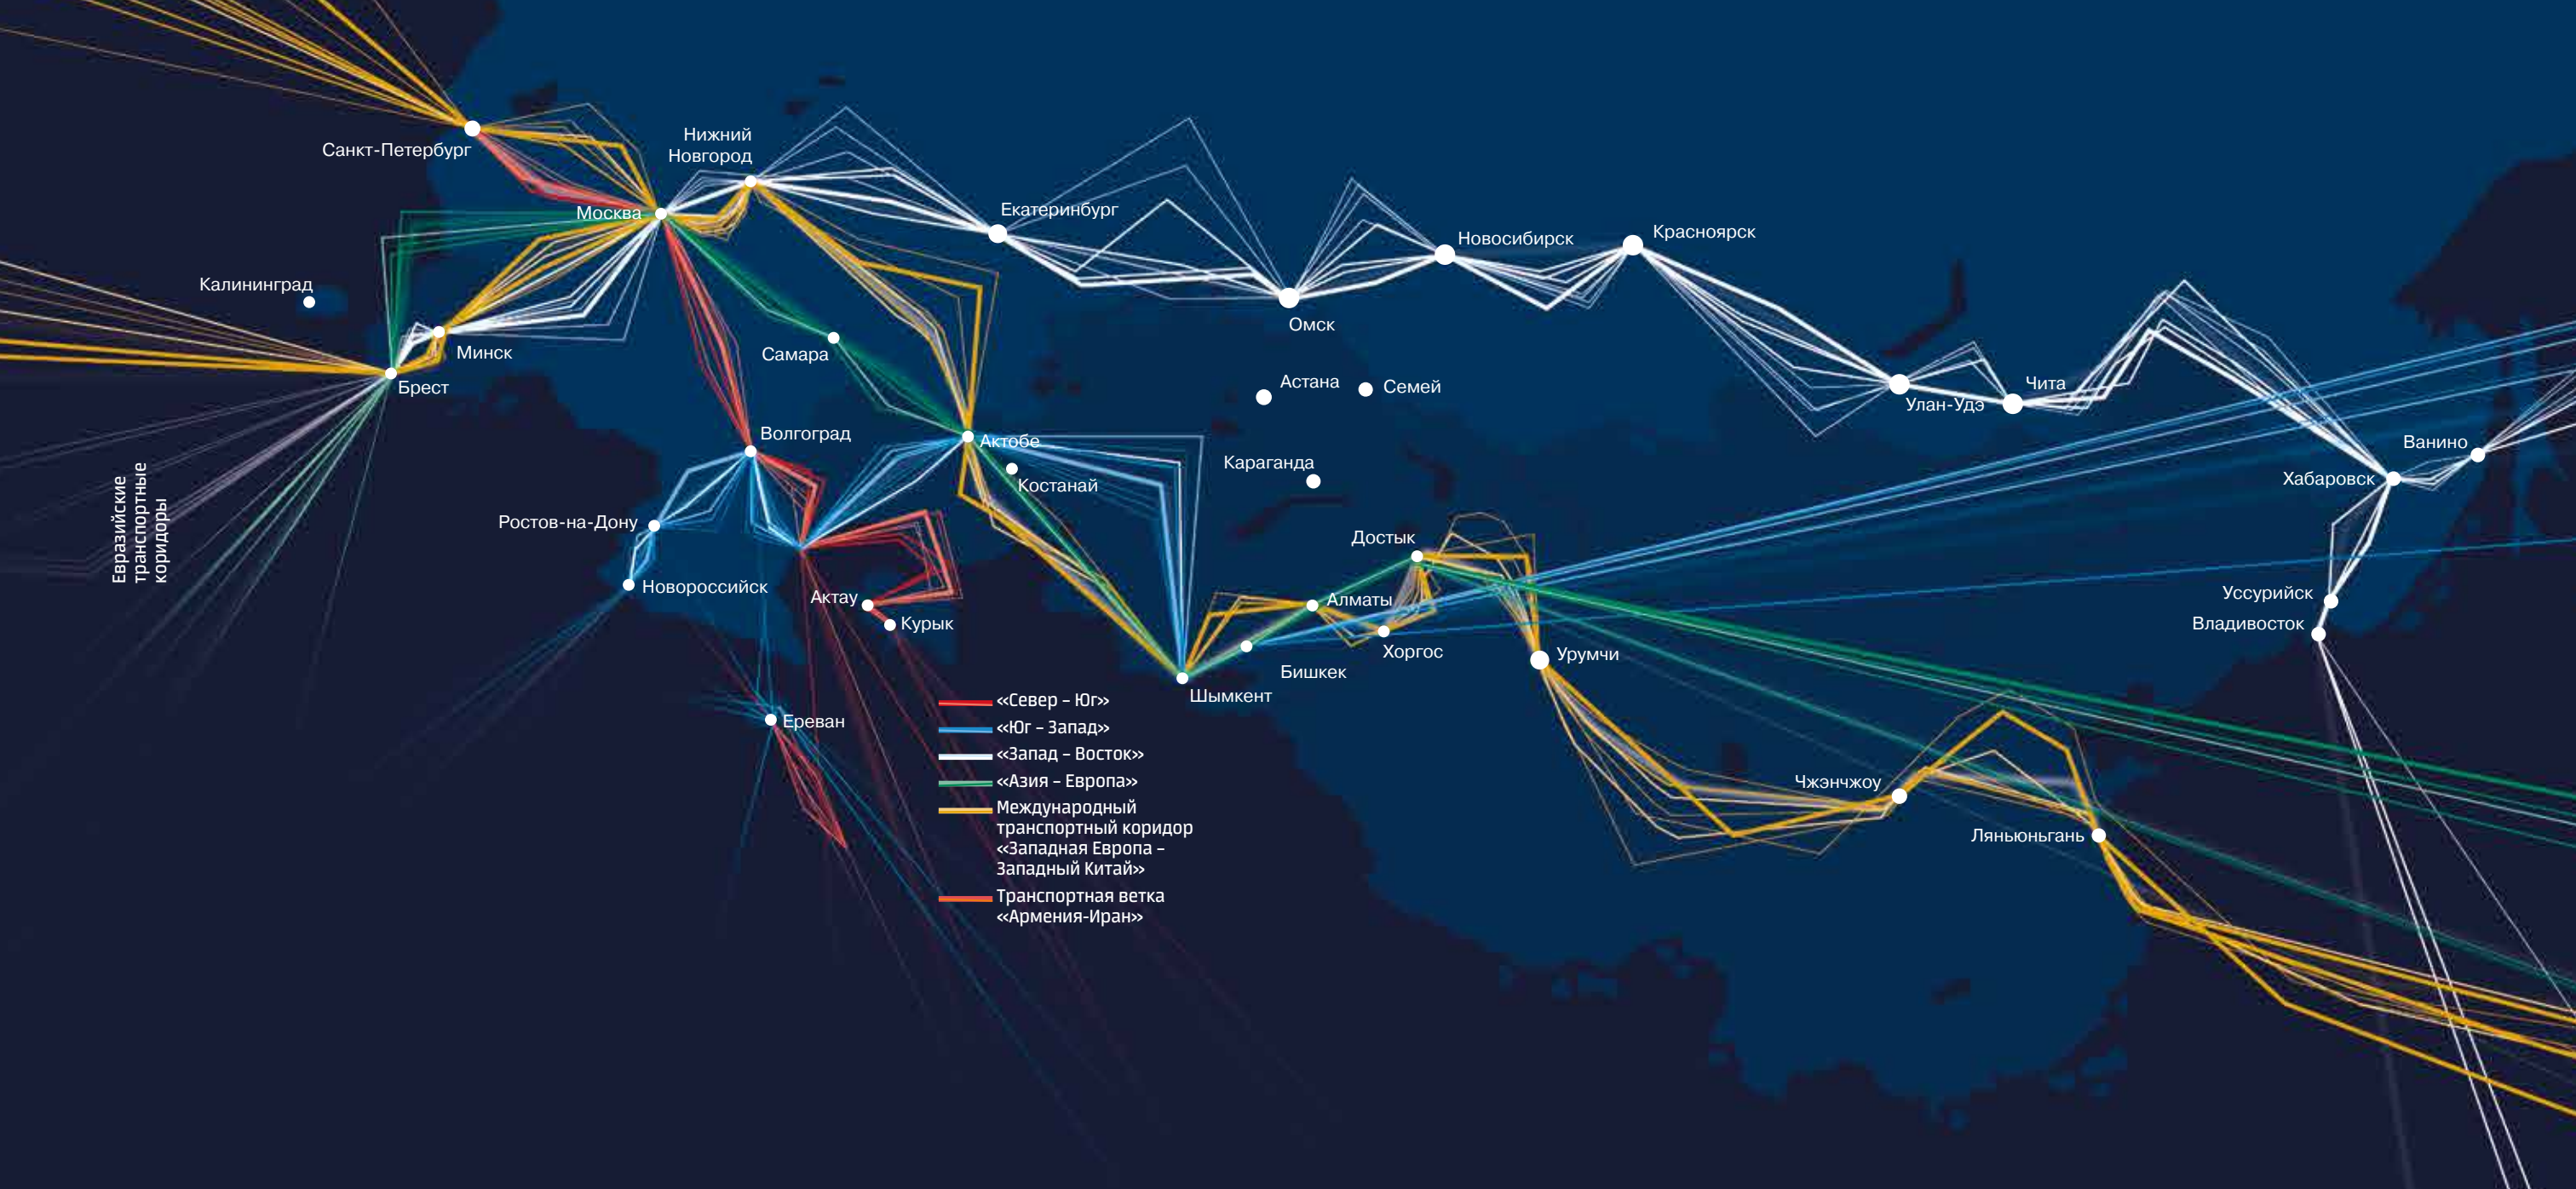 Санкт-Петербург
Нижний
Новгород
Москва
Екатеринбург
Новосибирск
Красноярск
Калининград
Омск
Минск
Самара
Брест
Астана
Семей
Улан-Удэ
Чита
Волгоград
Актобе
Ванино
Караганда
Хабаровск
Костанай
Евразийские
транспортные
коридоры
Ростов-на-Дону
Достык
Новороссийск
Актау
Алматы
Уссурийск
Курык
Владивосток
Хоргос
Урумчи
Бишкек
Шымкент
Ереван
«Север – Юг»
«Юг – Запад»
«Запад – Восток»
«Азия – Европа»
Международный
транспортный коридор
«Западная Европа –
Западный Китай»
Транспортная ветка
«Армения-Иран»
Чжэнчжоу
Ляньюньгань